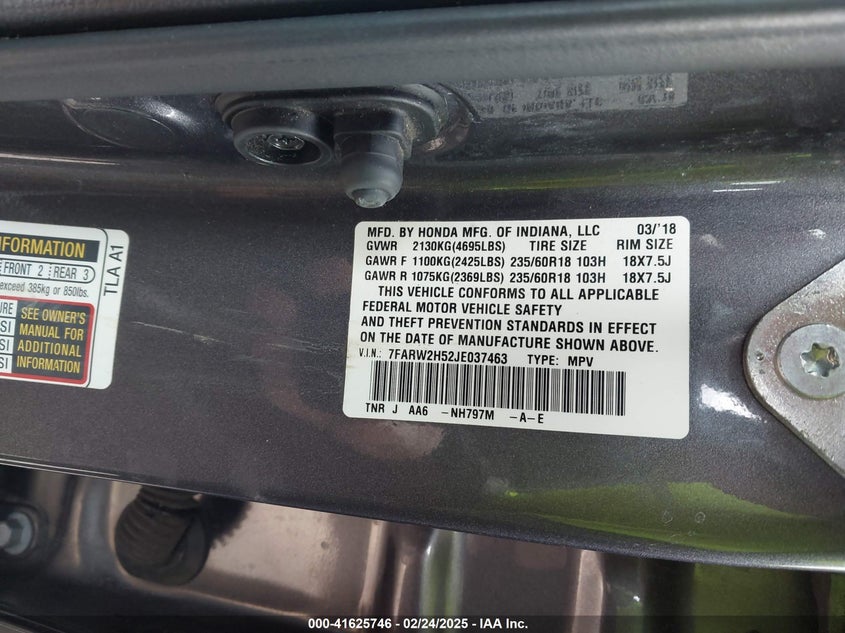 INFORMATION
FRONT 2 REAR 3
exceed 385kg or 850lbs.
SEE OWNER'S
MANUAL FOR
ADDITIONAL
INFORMATION
TLA A1
MFD. BY HONDA MFG. OF INDIANA, LLC 03/'18
GVWR 2130KG(4695LBS) TIRE SIZE RIM SIZE
GAWR F 1100KG(2425LBS) 235/60R18 103H 18X7.5J
GAWR R 1075KG(2369LBS) 235/60R18 103H 18X7.5J
THIS VEHICLE CONFORMS TO ALL APPLICABLE
FEDERAL MOTOR VEHICLE SAFETY
AND THEFT PREVENTION STANDARDS IN EFFECT
ON THE DATE OF MANUFACTURE SHOWN ABOVE.
V.I.N.: 7FARW2H52JE037463 TYPE: MPV
TNR J AA6 -NH797M -A-E
000-41625746 - 02/24/2025 - IAA Inc.